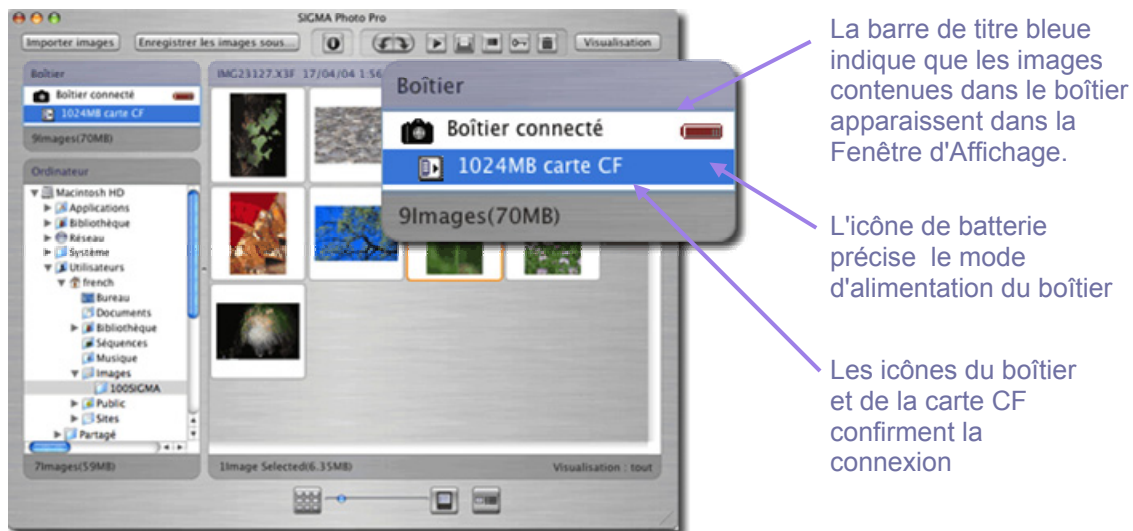 SIGMA Photo Pro
Importer images
Enregistrer les images sous...
Visualisation
Boîtier
Boîtier connecté
1024MB carte CF
9Images(70MB)
Ordinateur
Macintosh HD
Applications
Bibliothèque
Réseau
Système
Utilisateurs
french
Bureau
Documents
Bibliothèque
Séquences
Musique
Images
100SIGMA
Public
Sites
Partagé
7Images(59MB)
IMG23127.X3F 17/04/04 1:56
Boîtier
Boîtier connecté
1024MB carte CF
9Images(70MB)
1Image Selected(6.35MB)
Visualisation : tout
La barre de titre bleue
indique que les images
contenues dans le boîtier
apparaissent dans la
Fenêtre d'Affichage.
L'icône de batterie
précise le mode
d'alimentation du boîtier
Les icônes du boîtier
et de la carte CF
confirment la
connexion